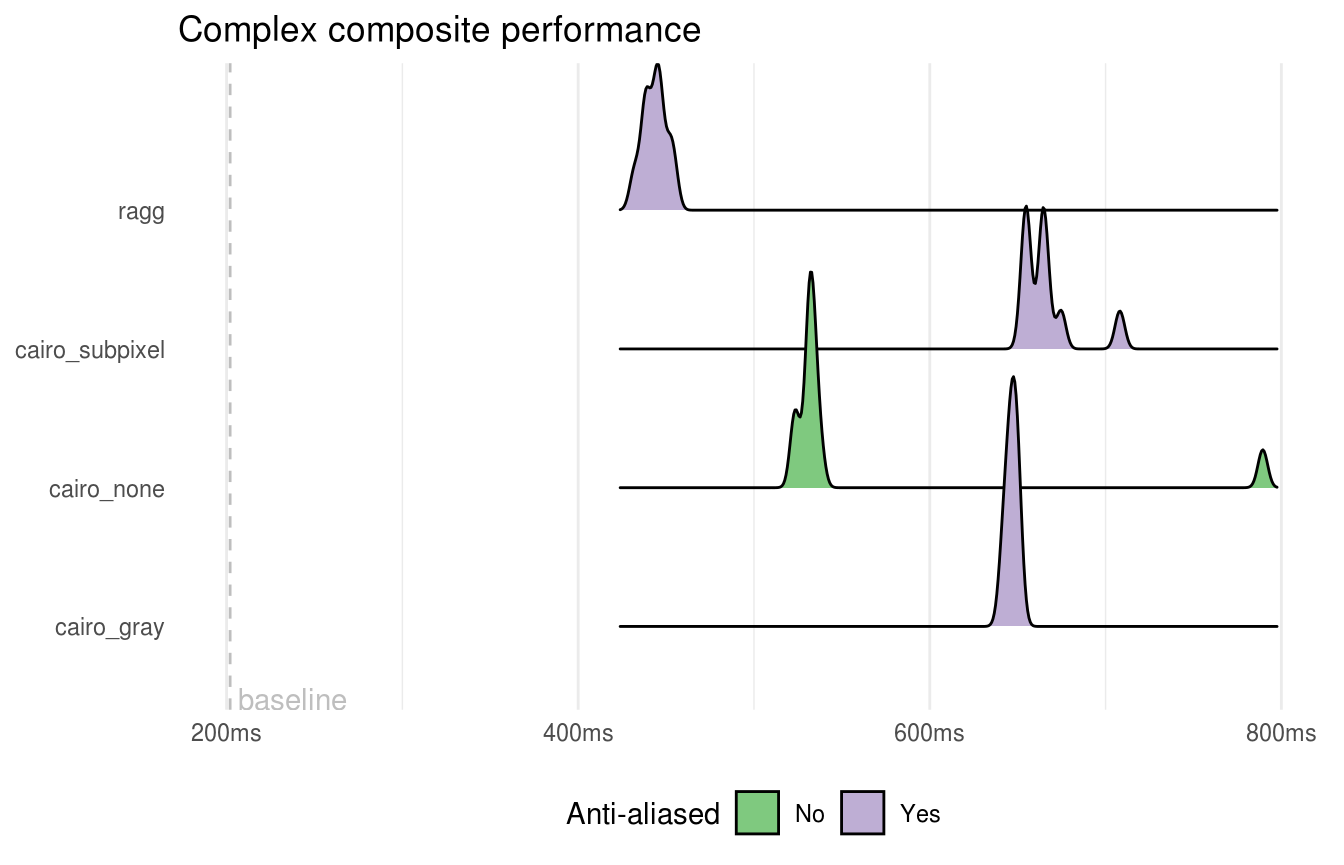 Complex composite performance
ragg
cairo_subpixel
cairo_none
cairo_gray
baseline
200ms 400ms 600ms 800ms
Anti-aliased No Yes